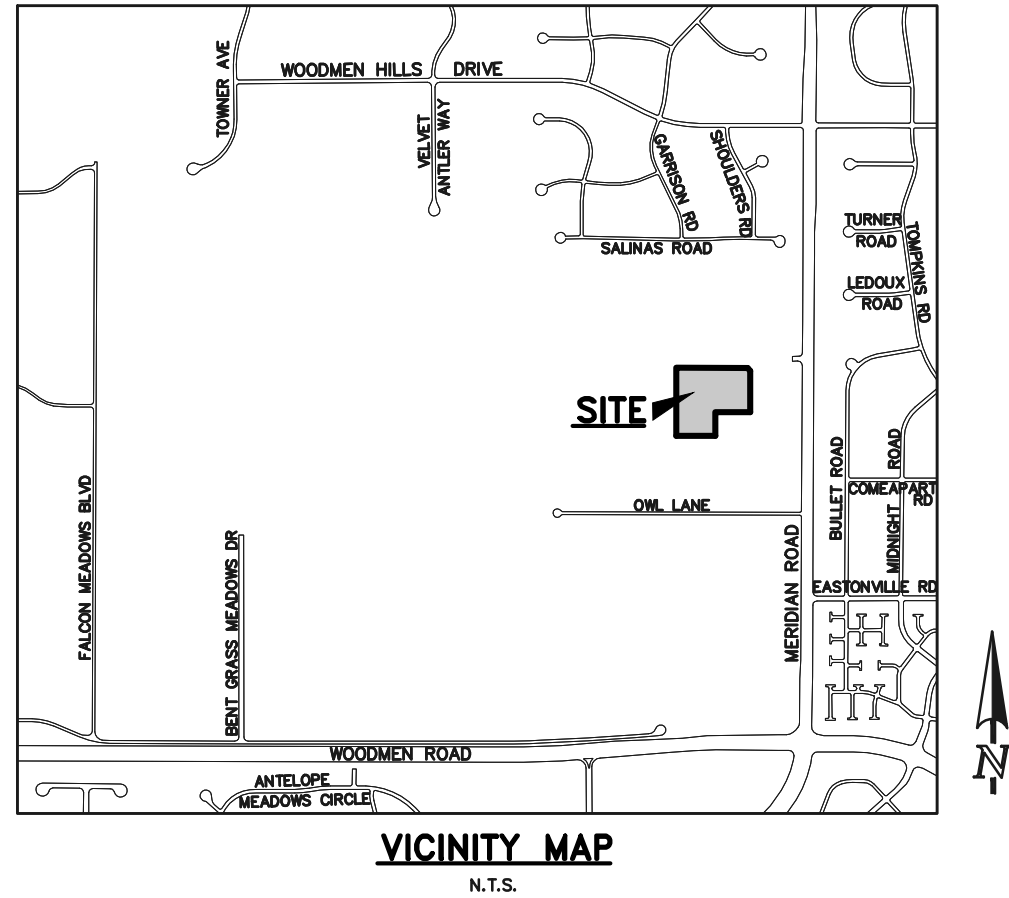 TOWNER AVE
WOODMEN HILLS DRIVE
VELVET
ANTLER WAY
GARRISON RD
SHOULDERS RD
SALINAS ROAD
TURNER
ROAD
TOMPKINS RD
LEDOUX
ROAD
SITE
BULLET ROAD
MIDNIGHT ROAD
COMEAPART
RD
FALCON MEADOWS BLVD
BENT GRASS MEADOWS DR
OWL LANE
MERIDIAN ROAD
EASTONVILLE RD
WOODMEN ROAD
ANTELOPE
MEADOWS CIRCLE
N
VICINITY MAP
N.T.S.